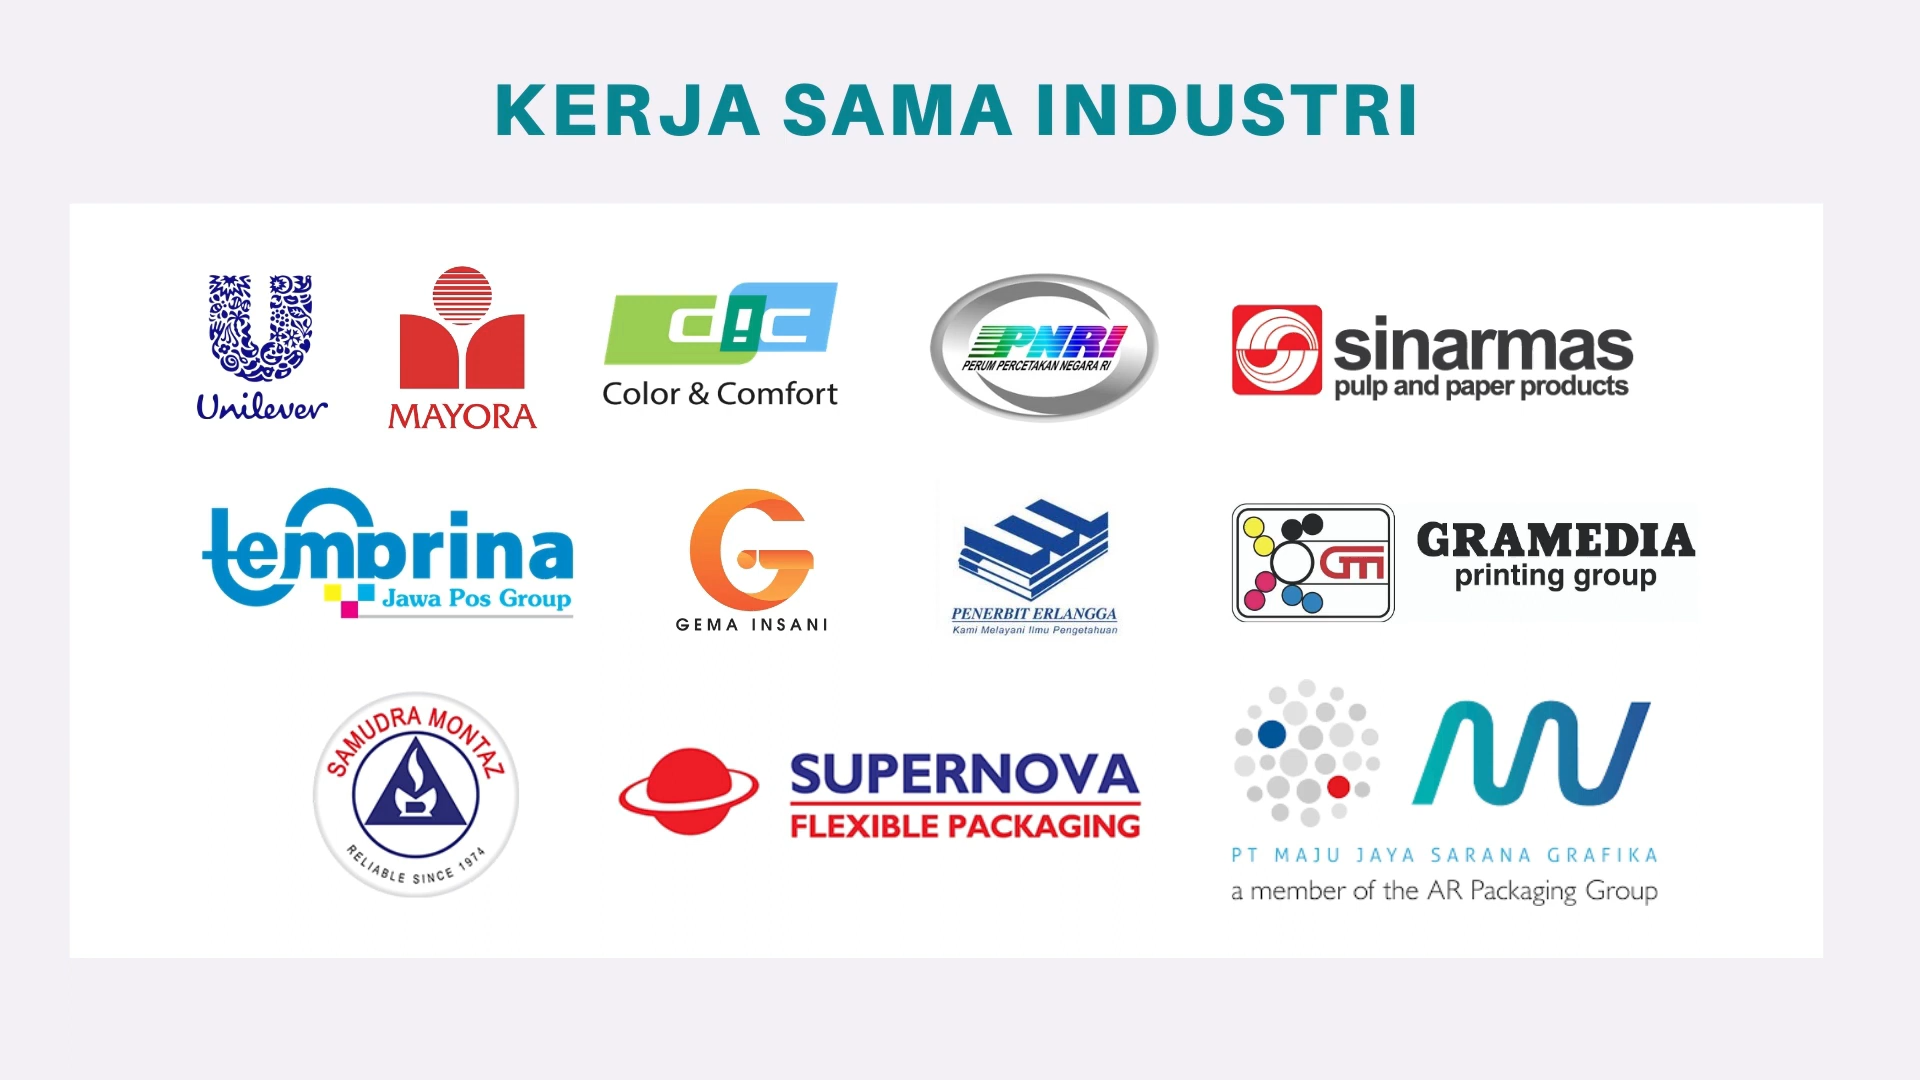 KERJA SAMA INDUSTRI
Unilever
MAYORA
dic
Color & Comfort
PNRI
PERUM PERCETAKAN NEGARA RI
sinarmas
pulp and paper products
temprina
Jawa Pos Group
G
GEMA INSANI
PENERBIT ERLANGGA
Kami Melayani Ilmu Pengetahuan
GM
GRAMEDIA
printing group
SAMUDRA MONTAZ
RELIABLE SINCE 1974
SUPERNOVA
FLEXIBLE PACKAGING
PT MAJU JAYA SARANA GRAFIKA
a member of the AR Packaging Group